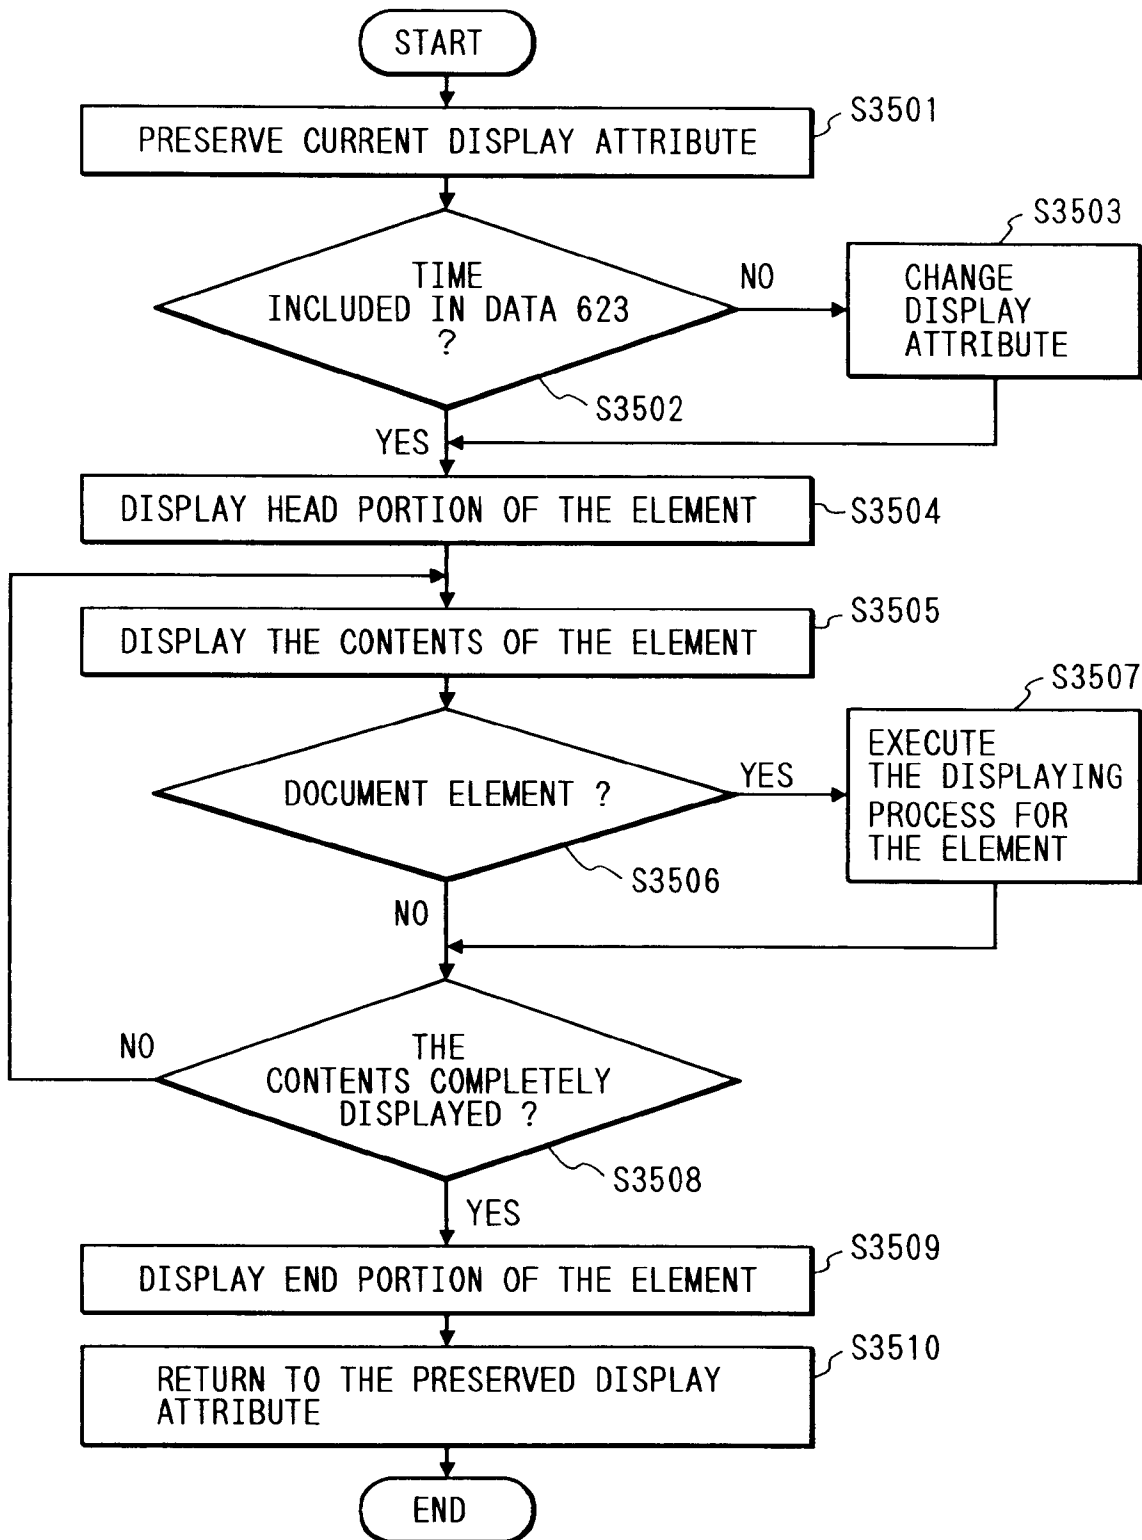 START
S3501
PRESERVE CURRENT DISPLAY ATTRIBUTE
S3503
TIME
INCLUDED IN DATA 623
?
NO
CHANGE
DISPLAY
ATTRIBUTE
S3502
YES
DISPLAY HEAD PORTION OF THE ELEMENT
S3504
S3505
DISPLAY THE CONTENTS OF THE ELEMENT
S3507
DOCUMENT ELEMENT ?
YES
EXECUTE
THE DISPLAYING
PROCESS FOR
THE ELEMENT
S3506
NO
NO
THE
CONTENTS COMPLETELY
DISPLAYED ?
S3508
YES
S3509
DISPLAY END PORTION OF THE ELEMENT
S3510
RETURN TO THE PRESERVED DISPLAY
ATTRIBUTE
END